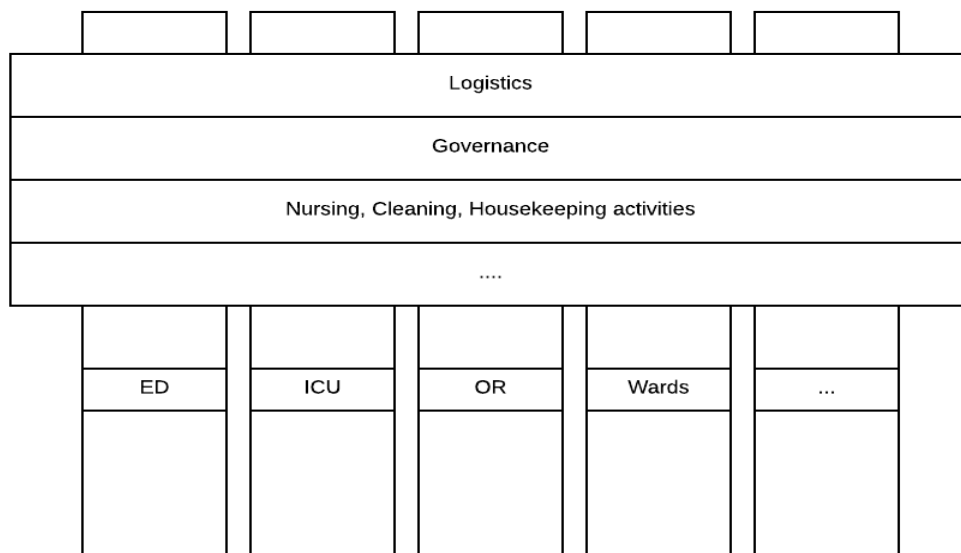 Logistics
Governance
Nursing, Cleaning, Housekeeping activities
....
ED ICU OR Wards ...